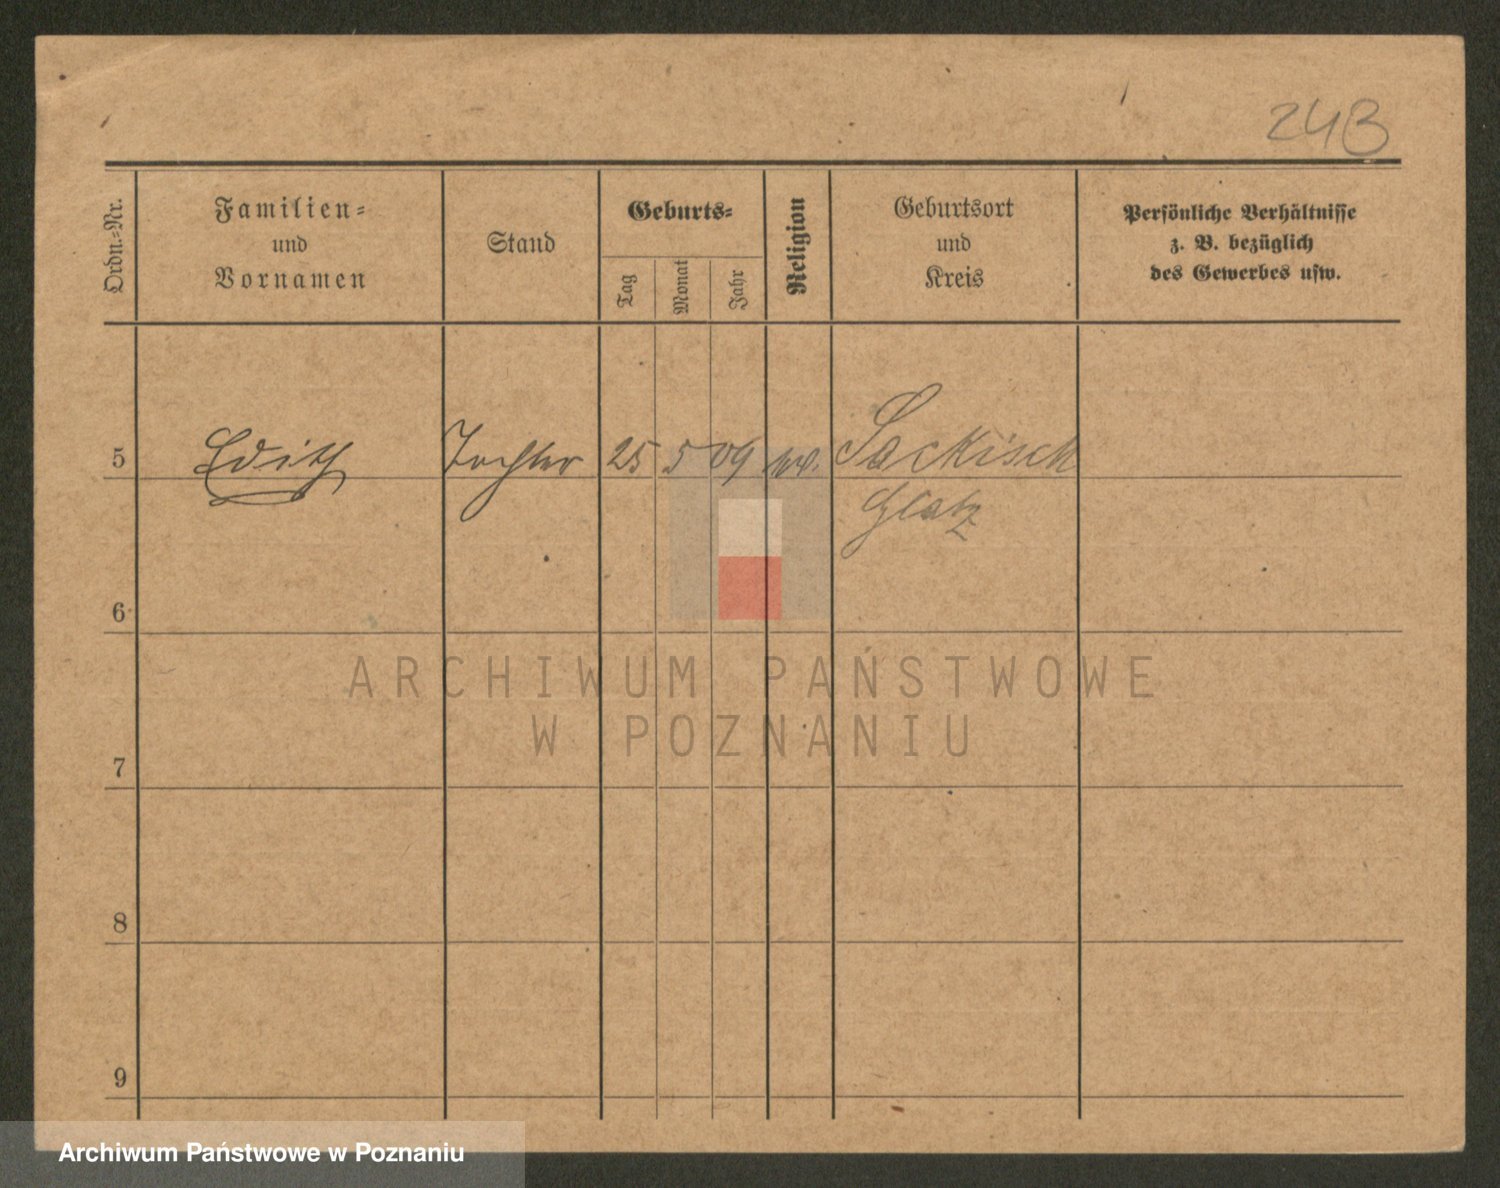 243
Ordn.-Nr.
Familien-
und
Vornamen
Stand
Geburts-
Tag
Monat
Jahr
Religion
Geburtsort
und
Kreis
Persönliche Verhältnisse
z. B. bezüglich
des Gewerbes usw.
5 Edith Tochter 25 5 09 Sackisch
Glatz
6
7
8
9
ARCHIWUM PAŃSTWOWE
W POZNANIU
Archiwum Państwowe w Poznaniu